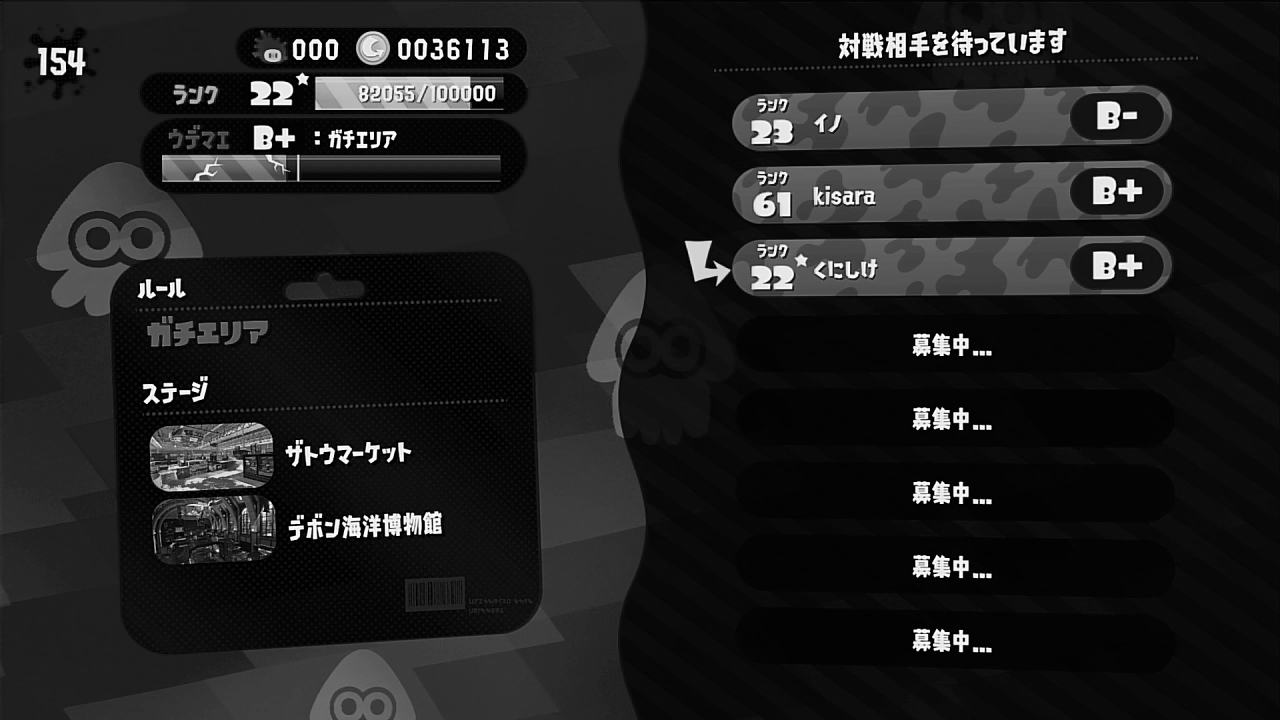 154
000 0036113
ランク 22 82055/100000
ウデマエ B+ :ガチエリア
ルール
ガチエリア
ステージ
ザトウマーケット
デボン海洋博物館
対戦相手を待っています
ランク 23 イノ B-
ランク 61 kisara B+
ランク 22 くにしけ B+
募集中...
募集中...
募集中...
募集中...
募集中...